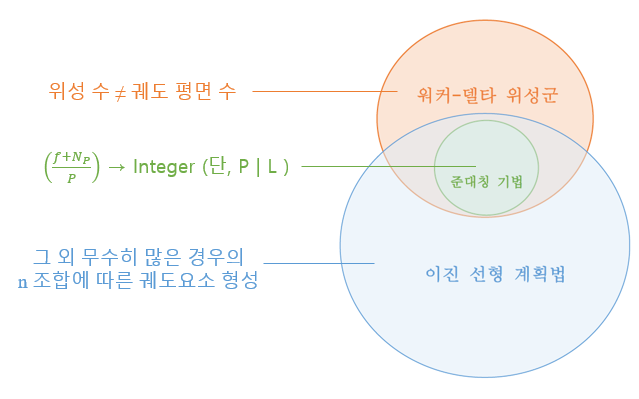 위성 수 ≠ 궤도 평면 수
워커-델타 위성군
(f+N_P / P) → Integer (단, P | L )
준대칭 기법
그 외 무수히 많은 경우의
n 조합에 따른 궤도요소 형성
이진 선형 계획법